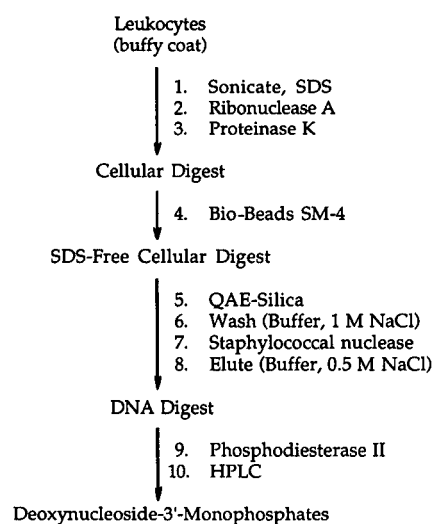 Leukocytes
(buffy coat)
1. Sonicate, SDS
2. Ribonuclease A
3. Proteinase K
Cellular Digest
4. Bio-Beads SM-4
SDS-Free Cellular Digest
5. QAE-Silica
6. Wash (Buffer, 1 M NaCl)
7. Staphylococcal nuclease
8. Elute (Buffer, 0.5 M NaCl)
DNA Digest
9. Phosphodiesterase II
10. HPLC
Deoxynucleoside-3'-Monophosphates